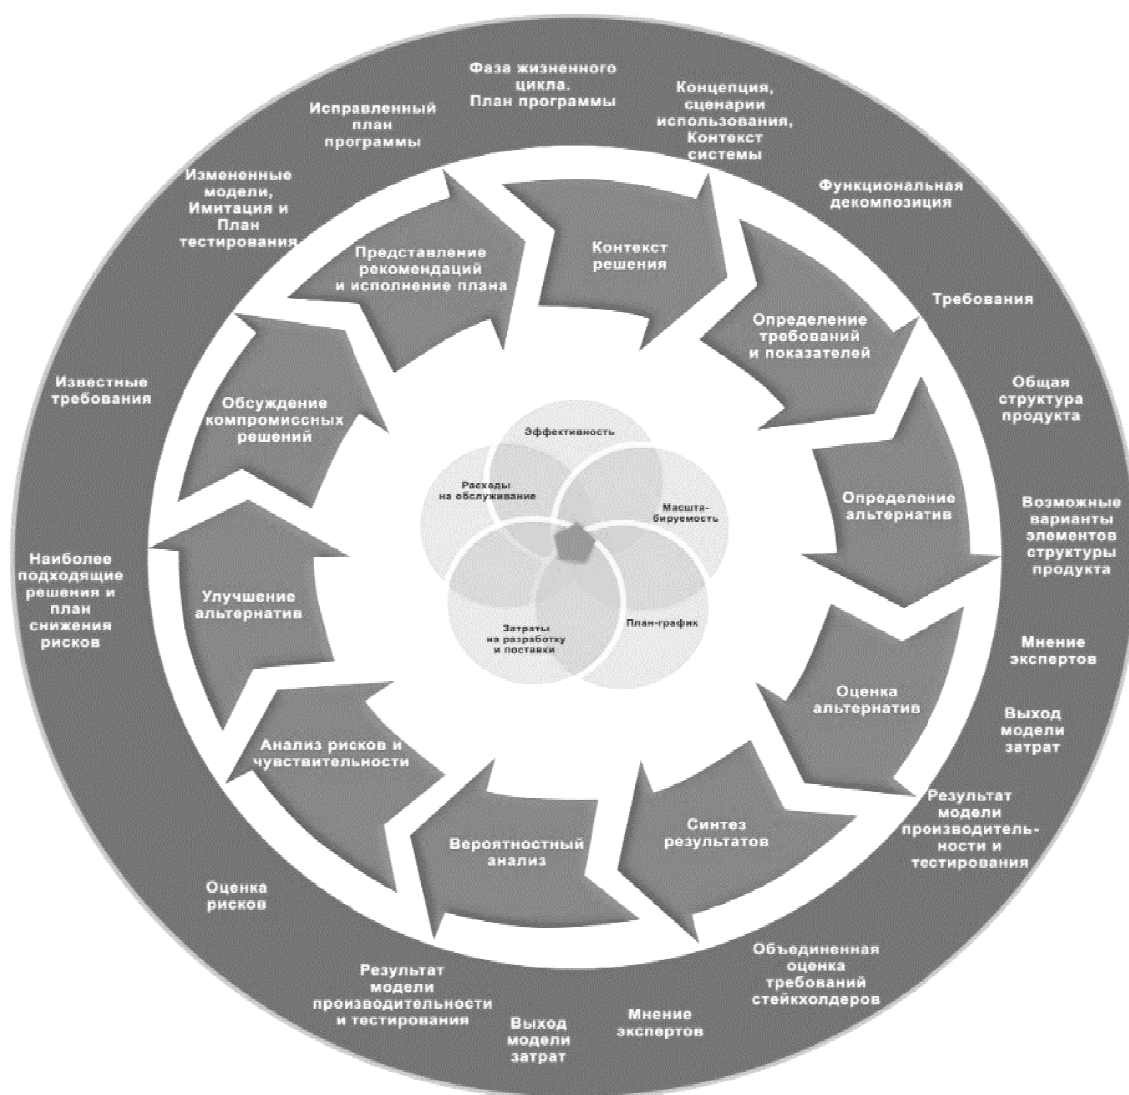 Фаза жизненного
цикла.
План программы
Концепция,
сценарии
использования,
Контекст
системы
Функциональная
декомпозиция
Требования
Общая
структура
продукта
Возможные
варианты
элементов
структуры
продукта
Мнение
экспертов
Выход
модели
затрат
Результат
модели
производитель-
ности и
тестирования
Объединенная
оценка
требований
стейкхолдеров
Мнение
экспертов
Выход
модели
затрат
Результат
модели
производительности
и тестирования
Оценка
рисков
Наиболее
подходящие
решения и
план
снижения
рисков
Известные
требования
Измененные
модели,
Имитация и
План
тестирования
Исправленный
план
программы
Контекст
решения
Определение
требований
и показателей
Определение
альтернатив
Оценка
альтернатив
Синтез
результатов
Вероятностный
анализ
Анализ рисков и
чувствительности
Улучшение
альтернатив
Обсуждение
компромиссных
решений
Представление
рекомендаций
и исполнение плана
Эффективность
Масшта-
бируемость
План-график
Затраты
на разработку
и поставки
Расходы
на обслуживание